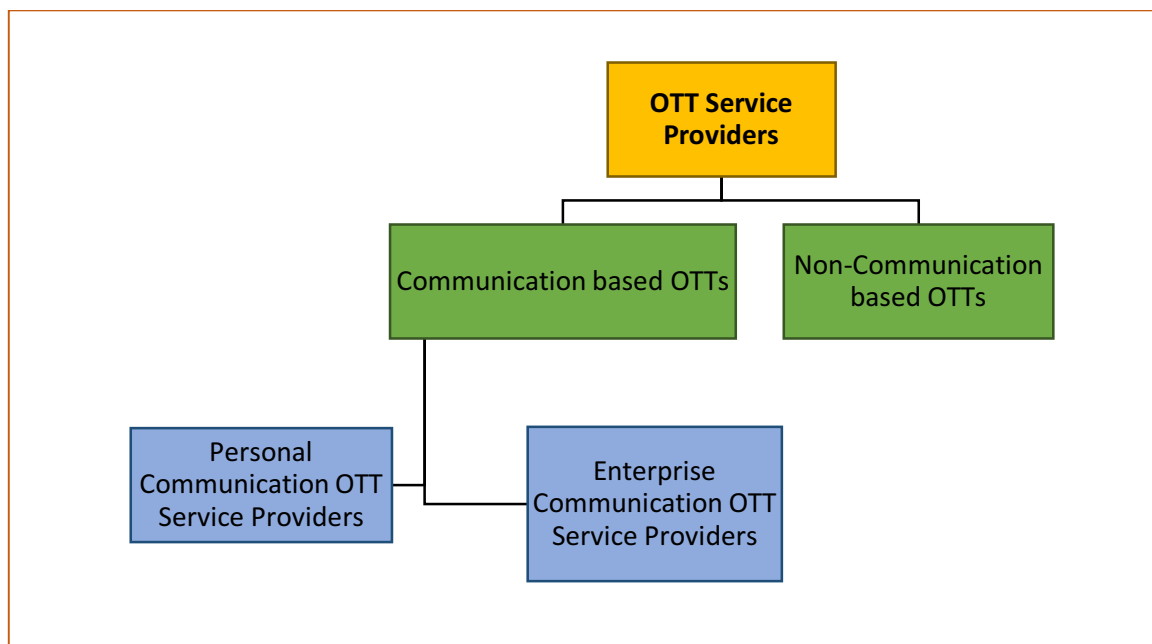 OTT Service
Providers
Communication based OTTs
Non-Communication
based OTTs
Personal
Communication OTT
Service Providers
Enterprise
Communication OTT
Service Providers